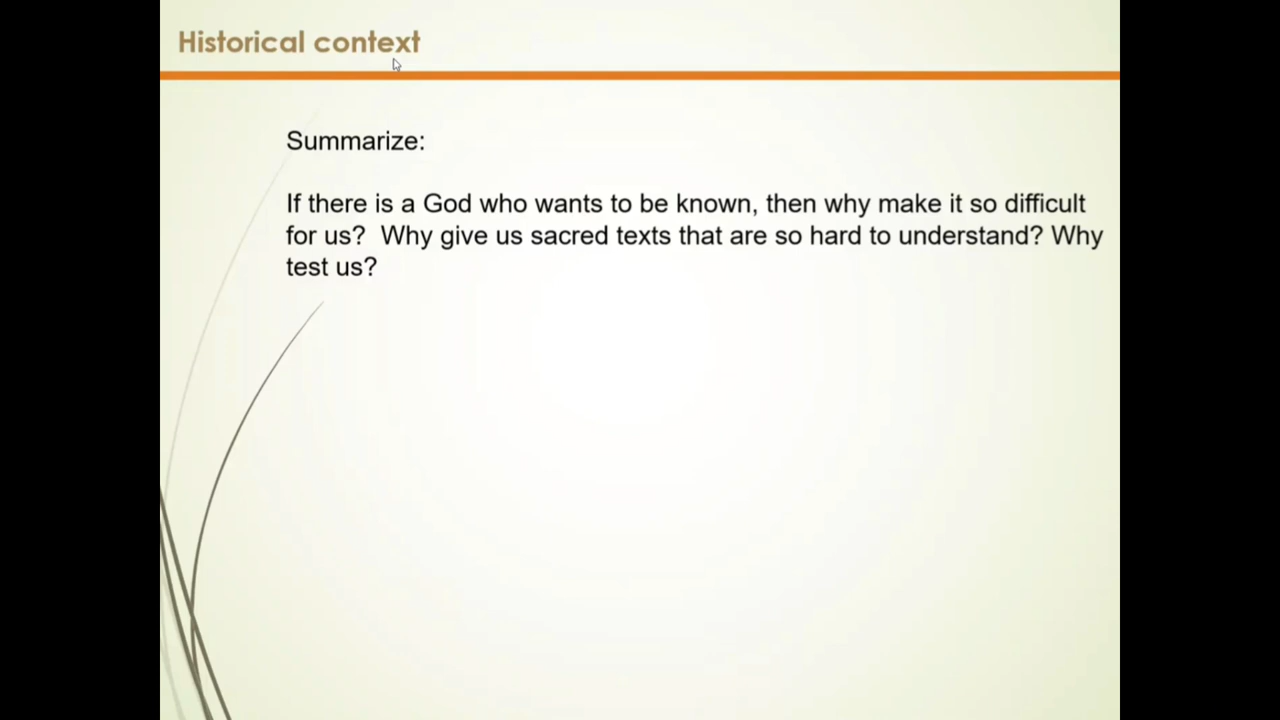 Historical context
Summarize:
If there is a God who wants to be known, then why make it so difficult
for us?  Why give us sacred texts that are so hard to understand? Why
test us?